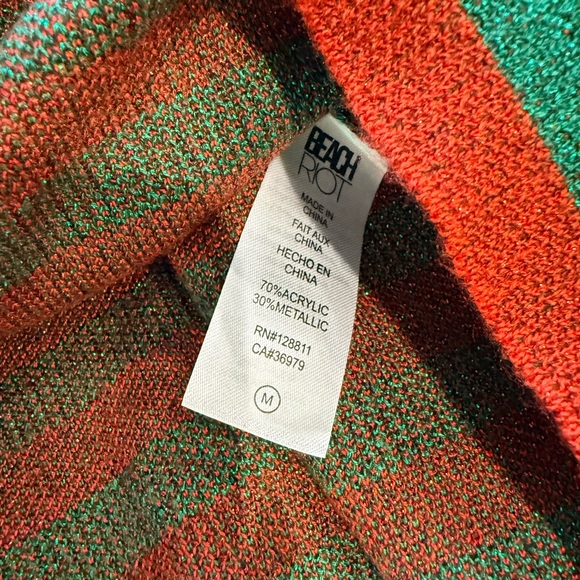 BEACH
RIOT
MADE IN
CHINA
FAIT AUX
CHINA
HECHO EN
CHINA
70%ACRYLIC
30%METALLIC
RN#128811
CA#36979
M